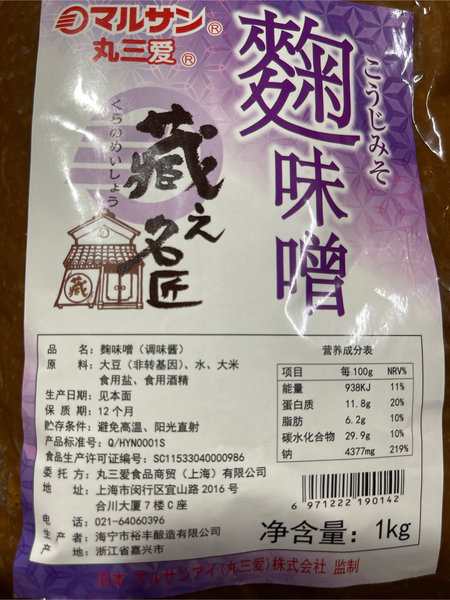 マルサン®
丸三爱®
麴味噌
こうじみそ
藏之名匠
くらのめいしょう
藏
品 名：麴味噌（调味酱）
原 料：大豆（非转基因）、水、大米
食用盐、食用酒精
生产日期：见本面
保 质 期：12个月
贮存条件：避免高温、阳光直射
产品标准号：Q/HYN0001S
食品生产许可证编号：SC11533040000986
委 托 方：丸三爱食品商贸（上海）有限公司
地 址：上海市闵行区宜山路2016号
合川大厦7楼C座
电 话：021-64060396
生 产 者：海宁市裕丰酿造有限公司
产 地：浙江省嘉兴市
营养成分表
项目 每100g NRV%
能量 938KJ 11%
蛋白质 11.8g 20%
脂肪 6.2g 10%
碳水化合物 29.9g 10%
钠 4377mg 219%
6 971222 190142
净含量：1kg
日本 マルサンアイ（丸三爱）株式会社 监制